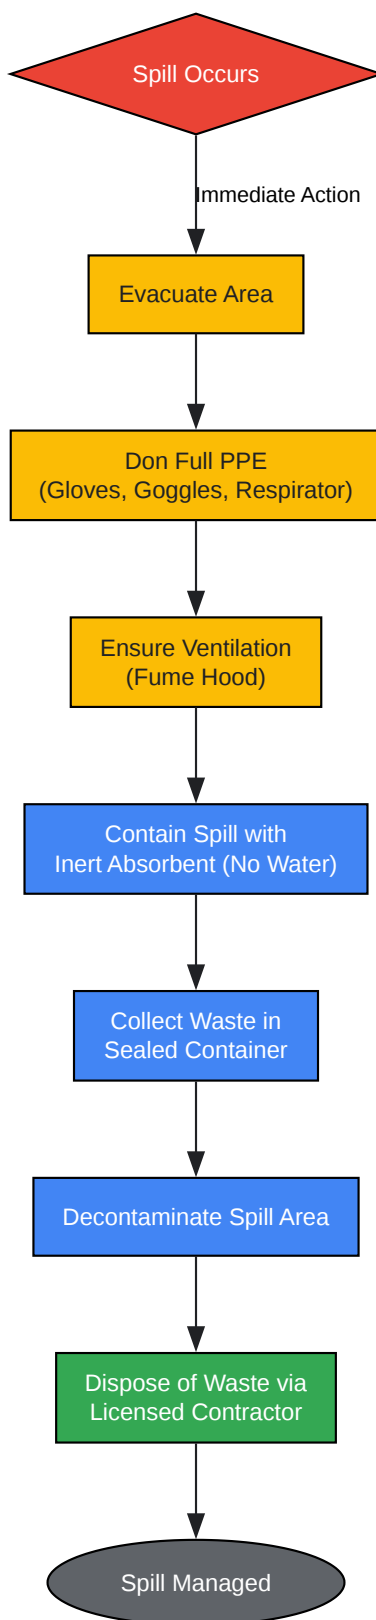 Spill Occurs
Immediate Action
Evacuate Area
Don Full PPE
(Gloves, Goggles, Respirator)
Ensure Ventilation
(Fume Hood)
Contain Spill with
Inert Absorbent (No Water)
Collect Waste in
Sealed Container
Decontaminate Spill Area
Dispose of Waste via
Licensed Contractor
Spill Managed